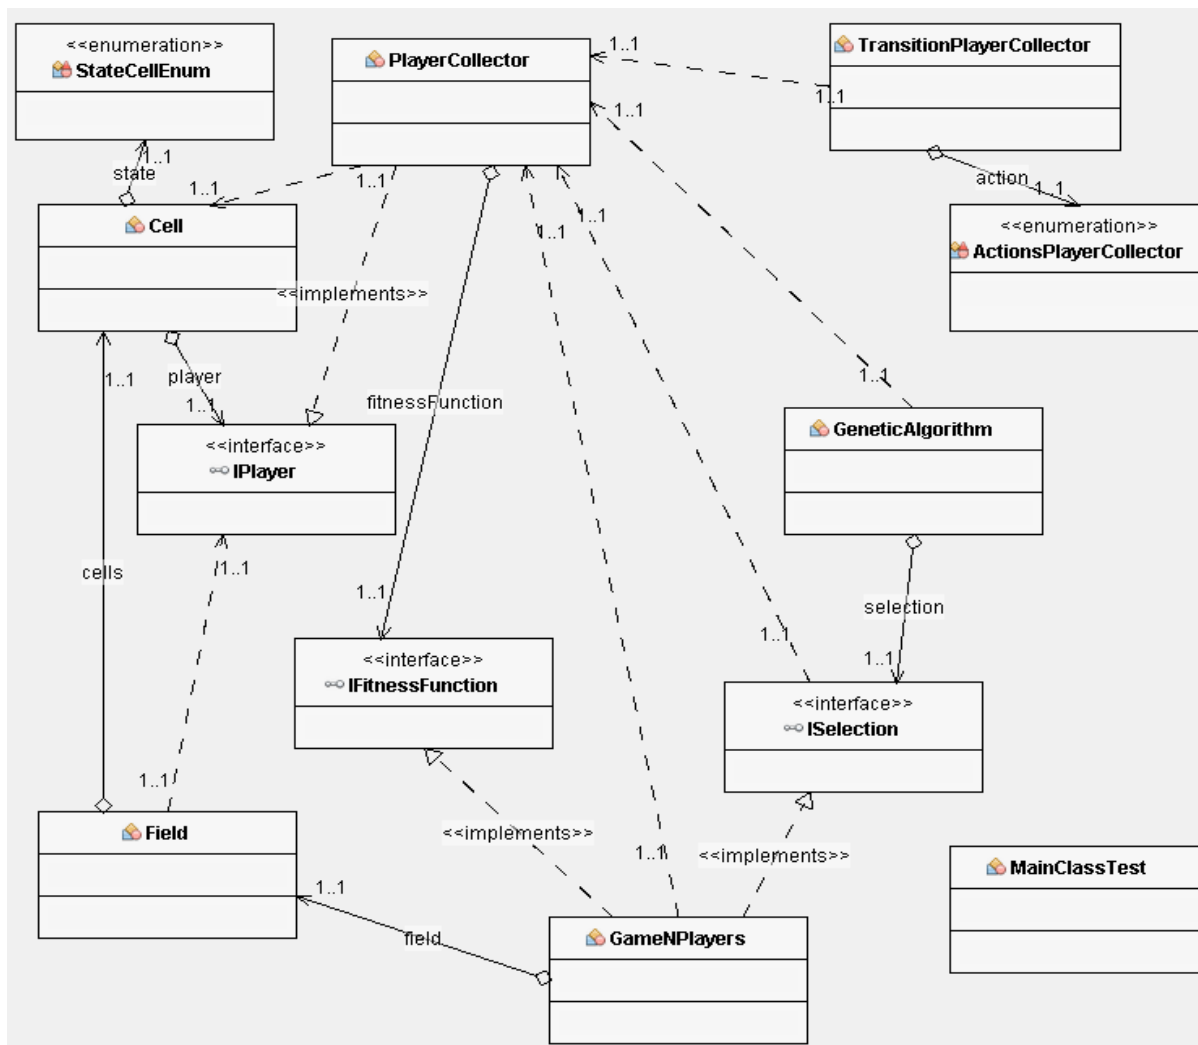 <<enumeration>>
StateCellEnum
PlayerCollector
1..1
TransitionPlayerCollector
1..1
1..1
1..1
state
1..1
1..1
action
1..1
Cell
1..1
1..1
<<enumeration>>
ActionsPlayerCollector
<<implements>>
player
1..1
1..1
fitnessFunction
1..1
<<interface>>
IPlayer
GeneticAlgorithm
cells
1..1
1..1
selection
1..1
1..1
<<interface>>
IFitnessFunction
<<interface>>
ISelection
1..1
Field
<<implements>>
1..1
<<implements>>
MainClassTest
1..1
field
GameNPlayers